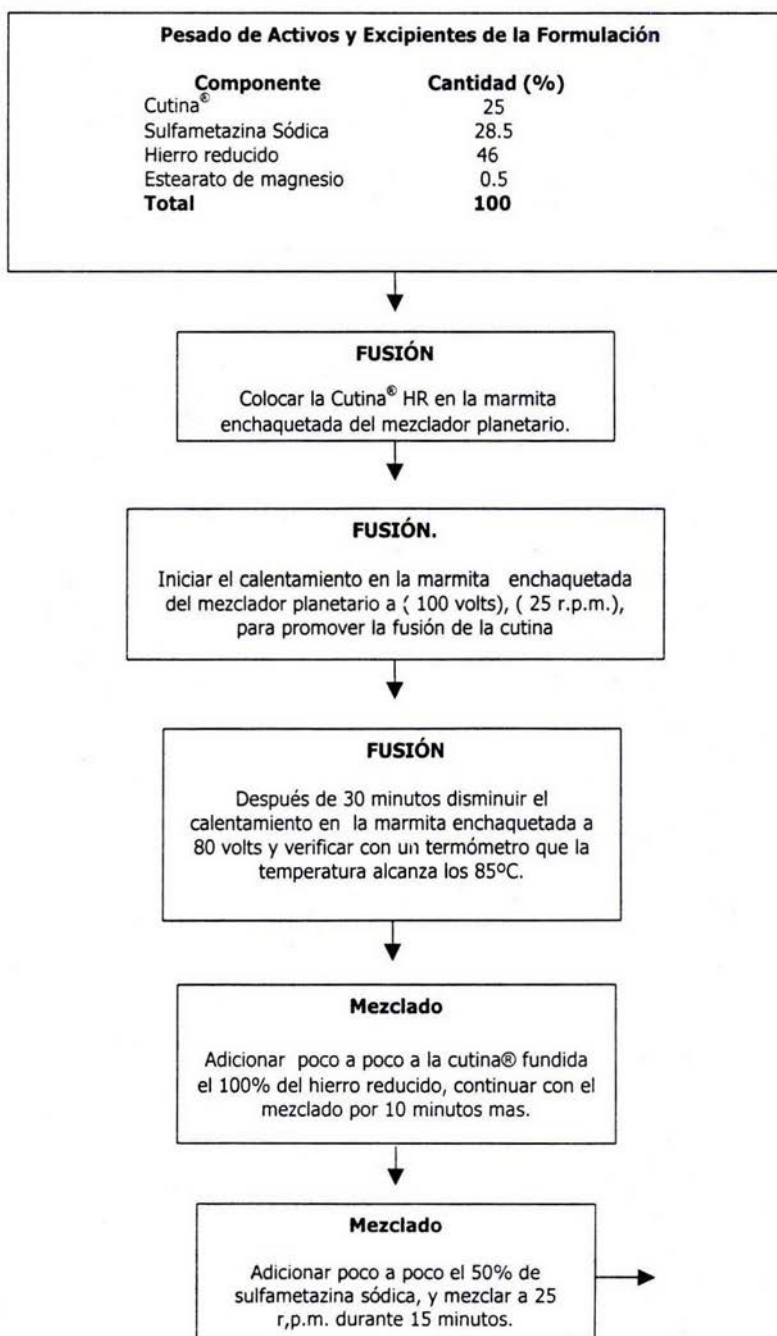 Pesado de Activos y Excipientes de la Formulación
Componente Cantidad (%)
Cutina® 25
Sulfametazina Sódica 28.5
Hierro reducido 46
Estearato de magnesio 0.5
Total 100
FUSIÓN
Colocar la Cutina® HR en la marmita
enchaquetada del mezclador planetario.
FUSIÓN.
Iniciar el calentamiento en la marmita enchaquetada
del mezclador planetario a ( 100 volts), ( 25 r.p.m.),
para promover la fusión de la cutina
FUSIÓN
Después de 30 minutos disminuir el
calentamiento en la marmita enchaquetada a
80 volts y verificar con un termómetro que la
temperatura alcanza los 85ºC.
Mezclado
Adicionar poco a poco a la cutina® fundida
el 100% del hierro reducido, continuar con el
mezclado por 10 minutos mas.
Mezclado
Adicionar poco a poco el 50% de
sulfametazina sódica, y mezclar a 25
r,p.m. durante 15 minutos.